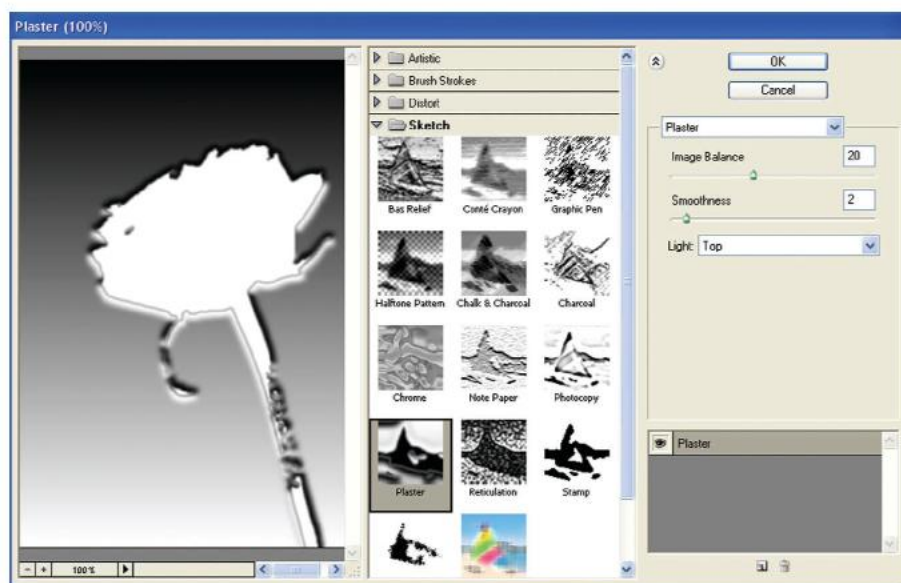 Plaster (100%)
Artistic
Brush Strokes
Distort
Sketch
Bas Relief Conté Crayon Graphic Pen
Halftone Pattern Chalk & Charcoal Charcoal
Chrome Note Paper Photocopy
Plaster Reticulation Stamp
100%
OK
Cancel
Plaster
Image Balance 20
Smoothness 2
Light: Top
Plaster